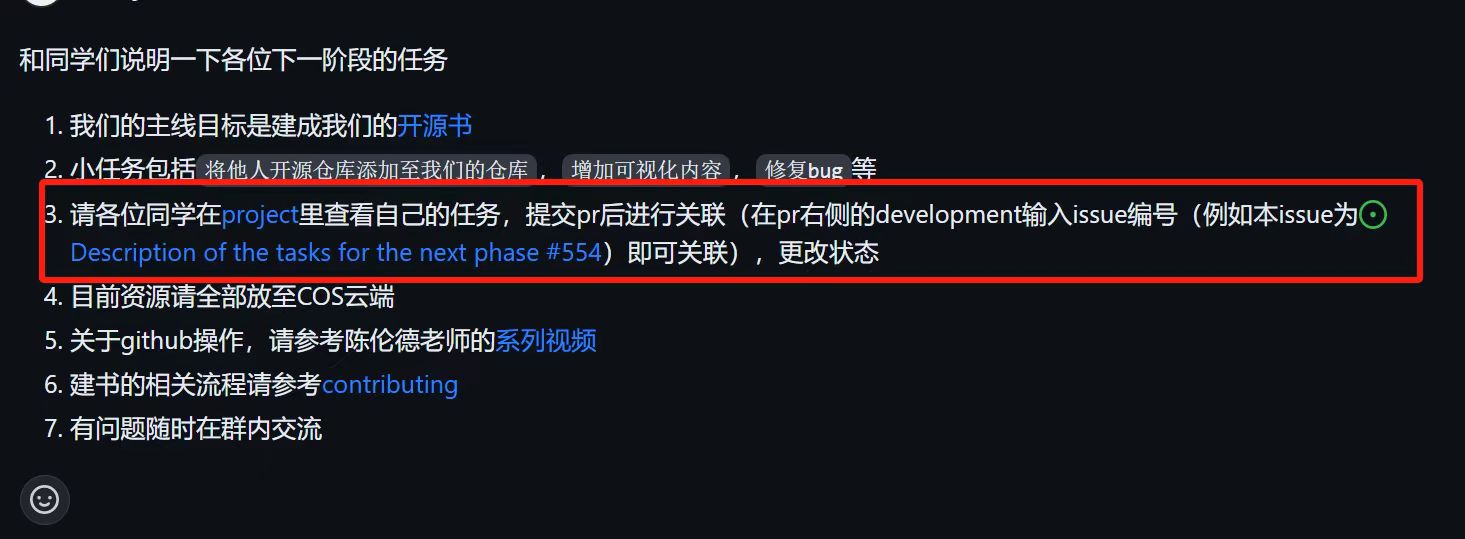 和同学们说明一下各位下一阶段的任务
1. 我们的主线目标是建成我们的开源书
2. 小任务包括 将他人开源仓库添加至我们的仓库 ， 增加可视化内容 ， 修复bug 等
3. 请各位同学在project里查看自己的任务，提交pr后进行关联（在pr右侧的development输入issue编号（例如本issue为
Description of the tasks for the next phase #554）即可关联），更改状态
4. 目前资源请全部放至COS云端
5. 关于github操作，请参考陈伦德老师的系列视频
6. 建书的相关流程请参考contributing
7. 有问题随时在群内交流